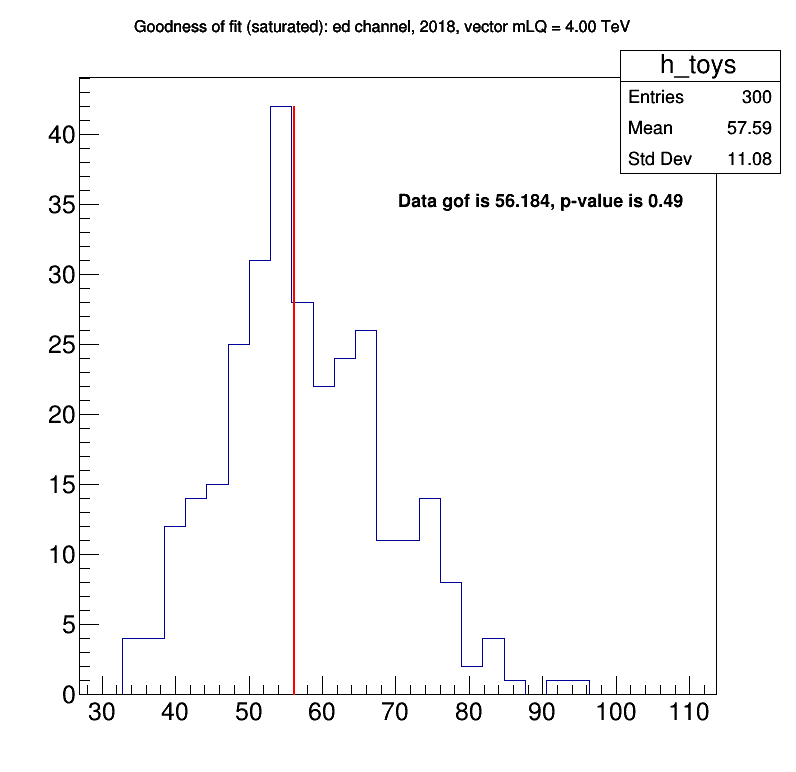 Goodness of fit (saturated): ed channel, 2018, vector mLQ = 4.00 TeV
h_toys
Entries 300
Mean 57.59
Std Dev 11.08
Data gof is 56.184, p-value is 0.49
40
35
30
25
20
15
10
5
0
30 40 50 60 70 80 90 100 110